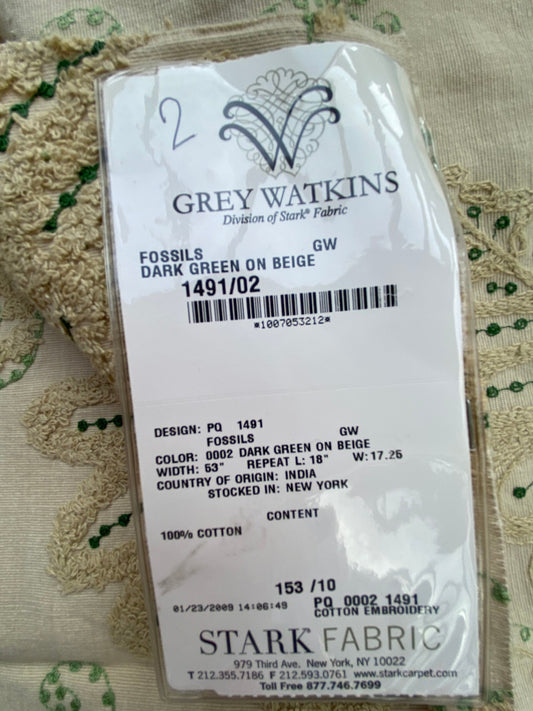 2
GREY WATKINS
Division of Stark® Fabric
FOSSILS GW
DARK GREEN ON BEIGE
1491/02
*1007053212*
DESIGN: PQ 1491
FOSSILS GW
COLOR: 0002 DARK GREEN ON BEIGE
WIDTH: 53" REPEAT L: 18" W: 17.25
COUNTRY OF ORIGIN: INDIA
STOCKED IN: NEW YORK
CONTENT
100% COTTON
153 /10
01/23/2009 14:06:49 PQ 0002 1491
COTTON EMBROIDERY
STARK FABRIC
979 Third Ave. New York, NY 10022
T 212.355.7186 F 212.593.0761 www.starkcarpet.com
Toll Free 877.746.7699